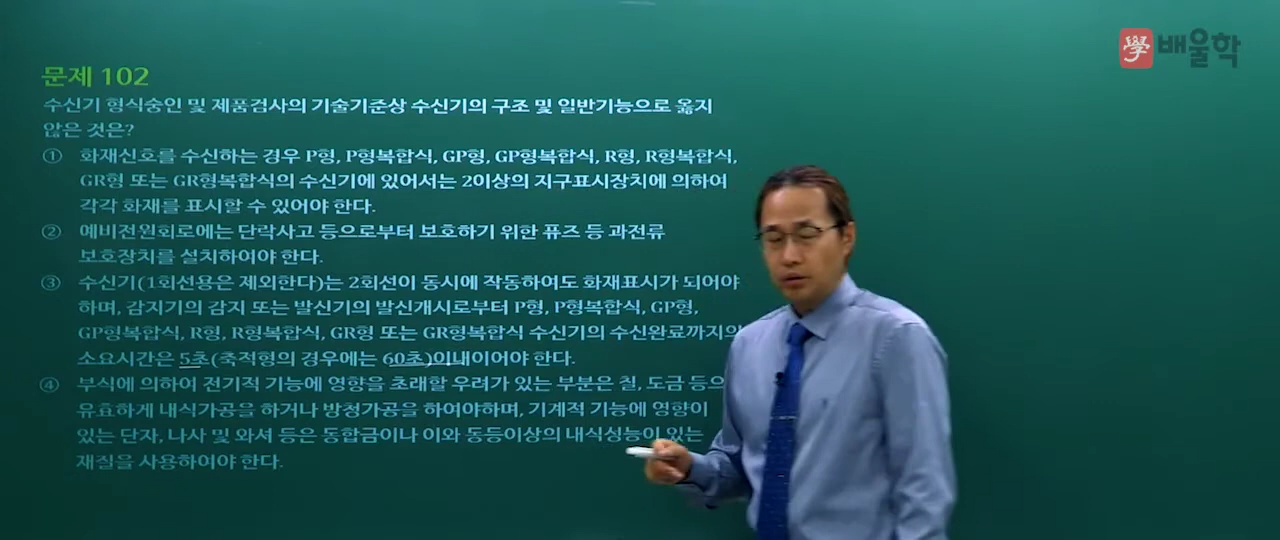 學 배울학
문제 102
수신기 형식승인 및 제품검사의 기술기준상 수신기의 구조 및 일반기능으로 옳지
않은 것은?
① 화재신호를 수신하는 경우 P형, P형복합식, GP형, GP형복합식, R형, R형복합식,
GR형 또는 GR형복합식의 수신기에 있어서는 2이상의 지구표시장치에 의하여
각각 화재를 표시할 수 있어야 한다.
② 예비전원회로에는 단락사고 등으로부터 보호하기 위한 퓨즈 등 과전류
보호장치를 설치하여야 한다.
③ 수신기(1회선용은 제외한다)는 2회선이 동시에 작동하여도 화재표시가 되어야
하며, 감지기의 감지 또는 발신기의 발신개시로부터 P형, P형복합식, GP형,
GP형복합식, R형, R형복합식, GR형 또는 GR형복합식 수신기의 수신완료까지의
소요시간은 5초(축적형의 경우에는 60초)이내이어야 한다.
④ 부식에 의하여 전기적 기능에 영향을 초래할 우려가 있는 부분은 칠, 도금 등으
유효하게 내식가공을 하거나 방청가공을 하여야하며, 기계적 기능에 영향이
있는 단자, 나사 및 와셔 등은 동합금이나 이와 동등이상의 내식성능이 있는
재질을 사용하여야 한다.